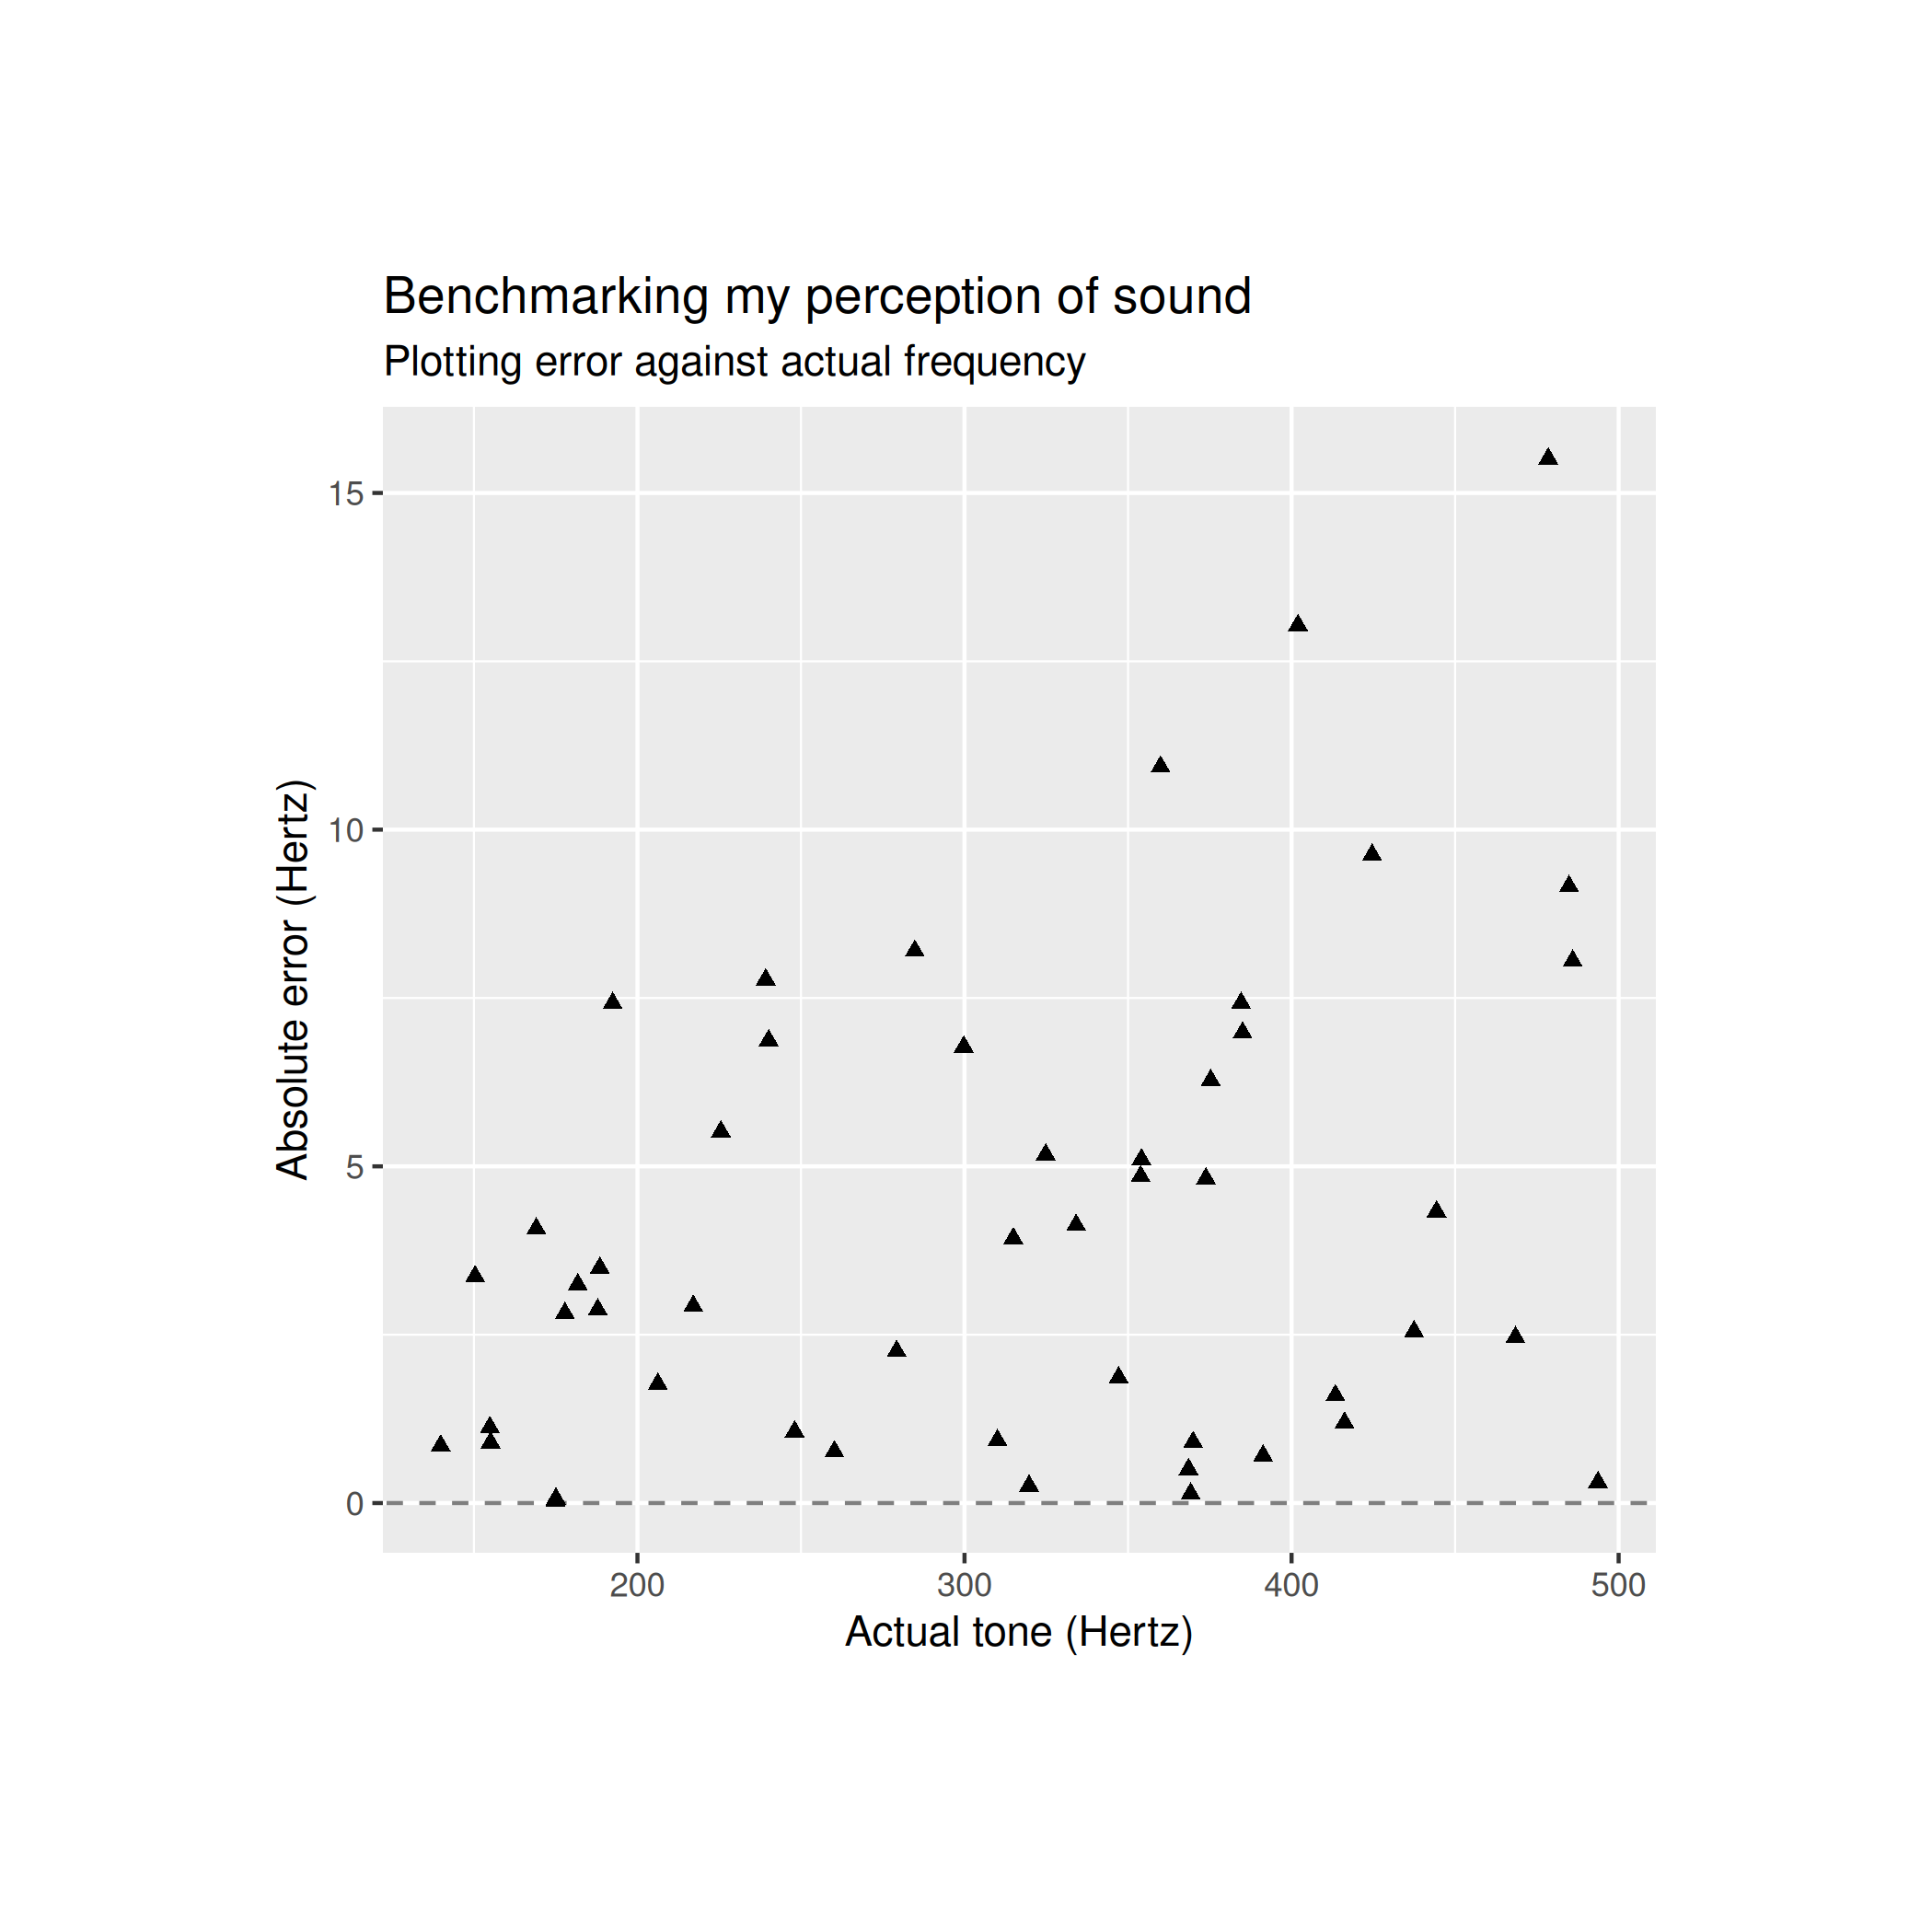 Benchmarking my perception of sound
Plotting error against actual frequency
Absolute error (Hertz)
15
10
5
0
200 300 400 500
Actual tone (Hertz)